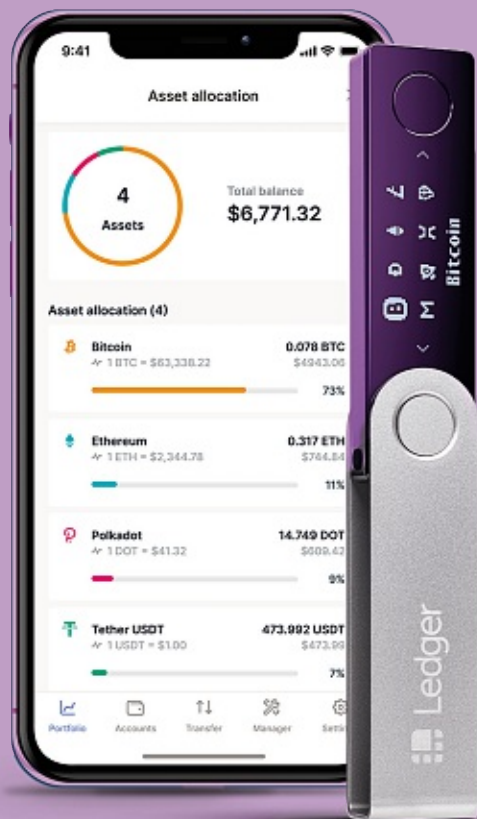 9:41
Asset allocation
4
Assets
Total balance
$6,771.32
Asset allocation (4)
Bitcoin 0.078 BTC
1 BTC = $63,338.22 $4943.06
73%
Ethereum 0.317 ETH
1 ETH = $2,344.78 $744.84
11%
Polkadot 14.749 DOT
1 DOT = $41.32 $609.42
9%
Tether USDT 473.992 USDT
1 USDT = $1.00 $473.99
7%
Portfolio Accounts Transfer Manager
Bitcoin
Ledger